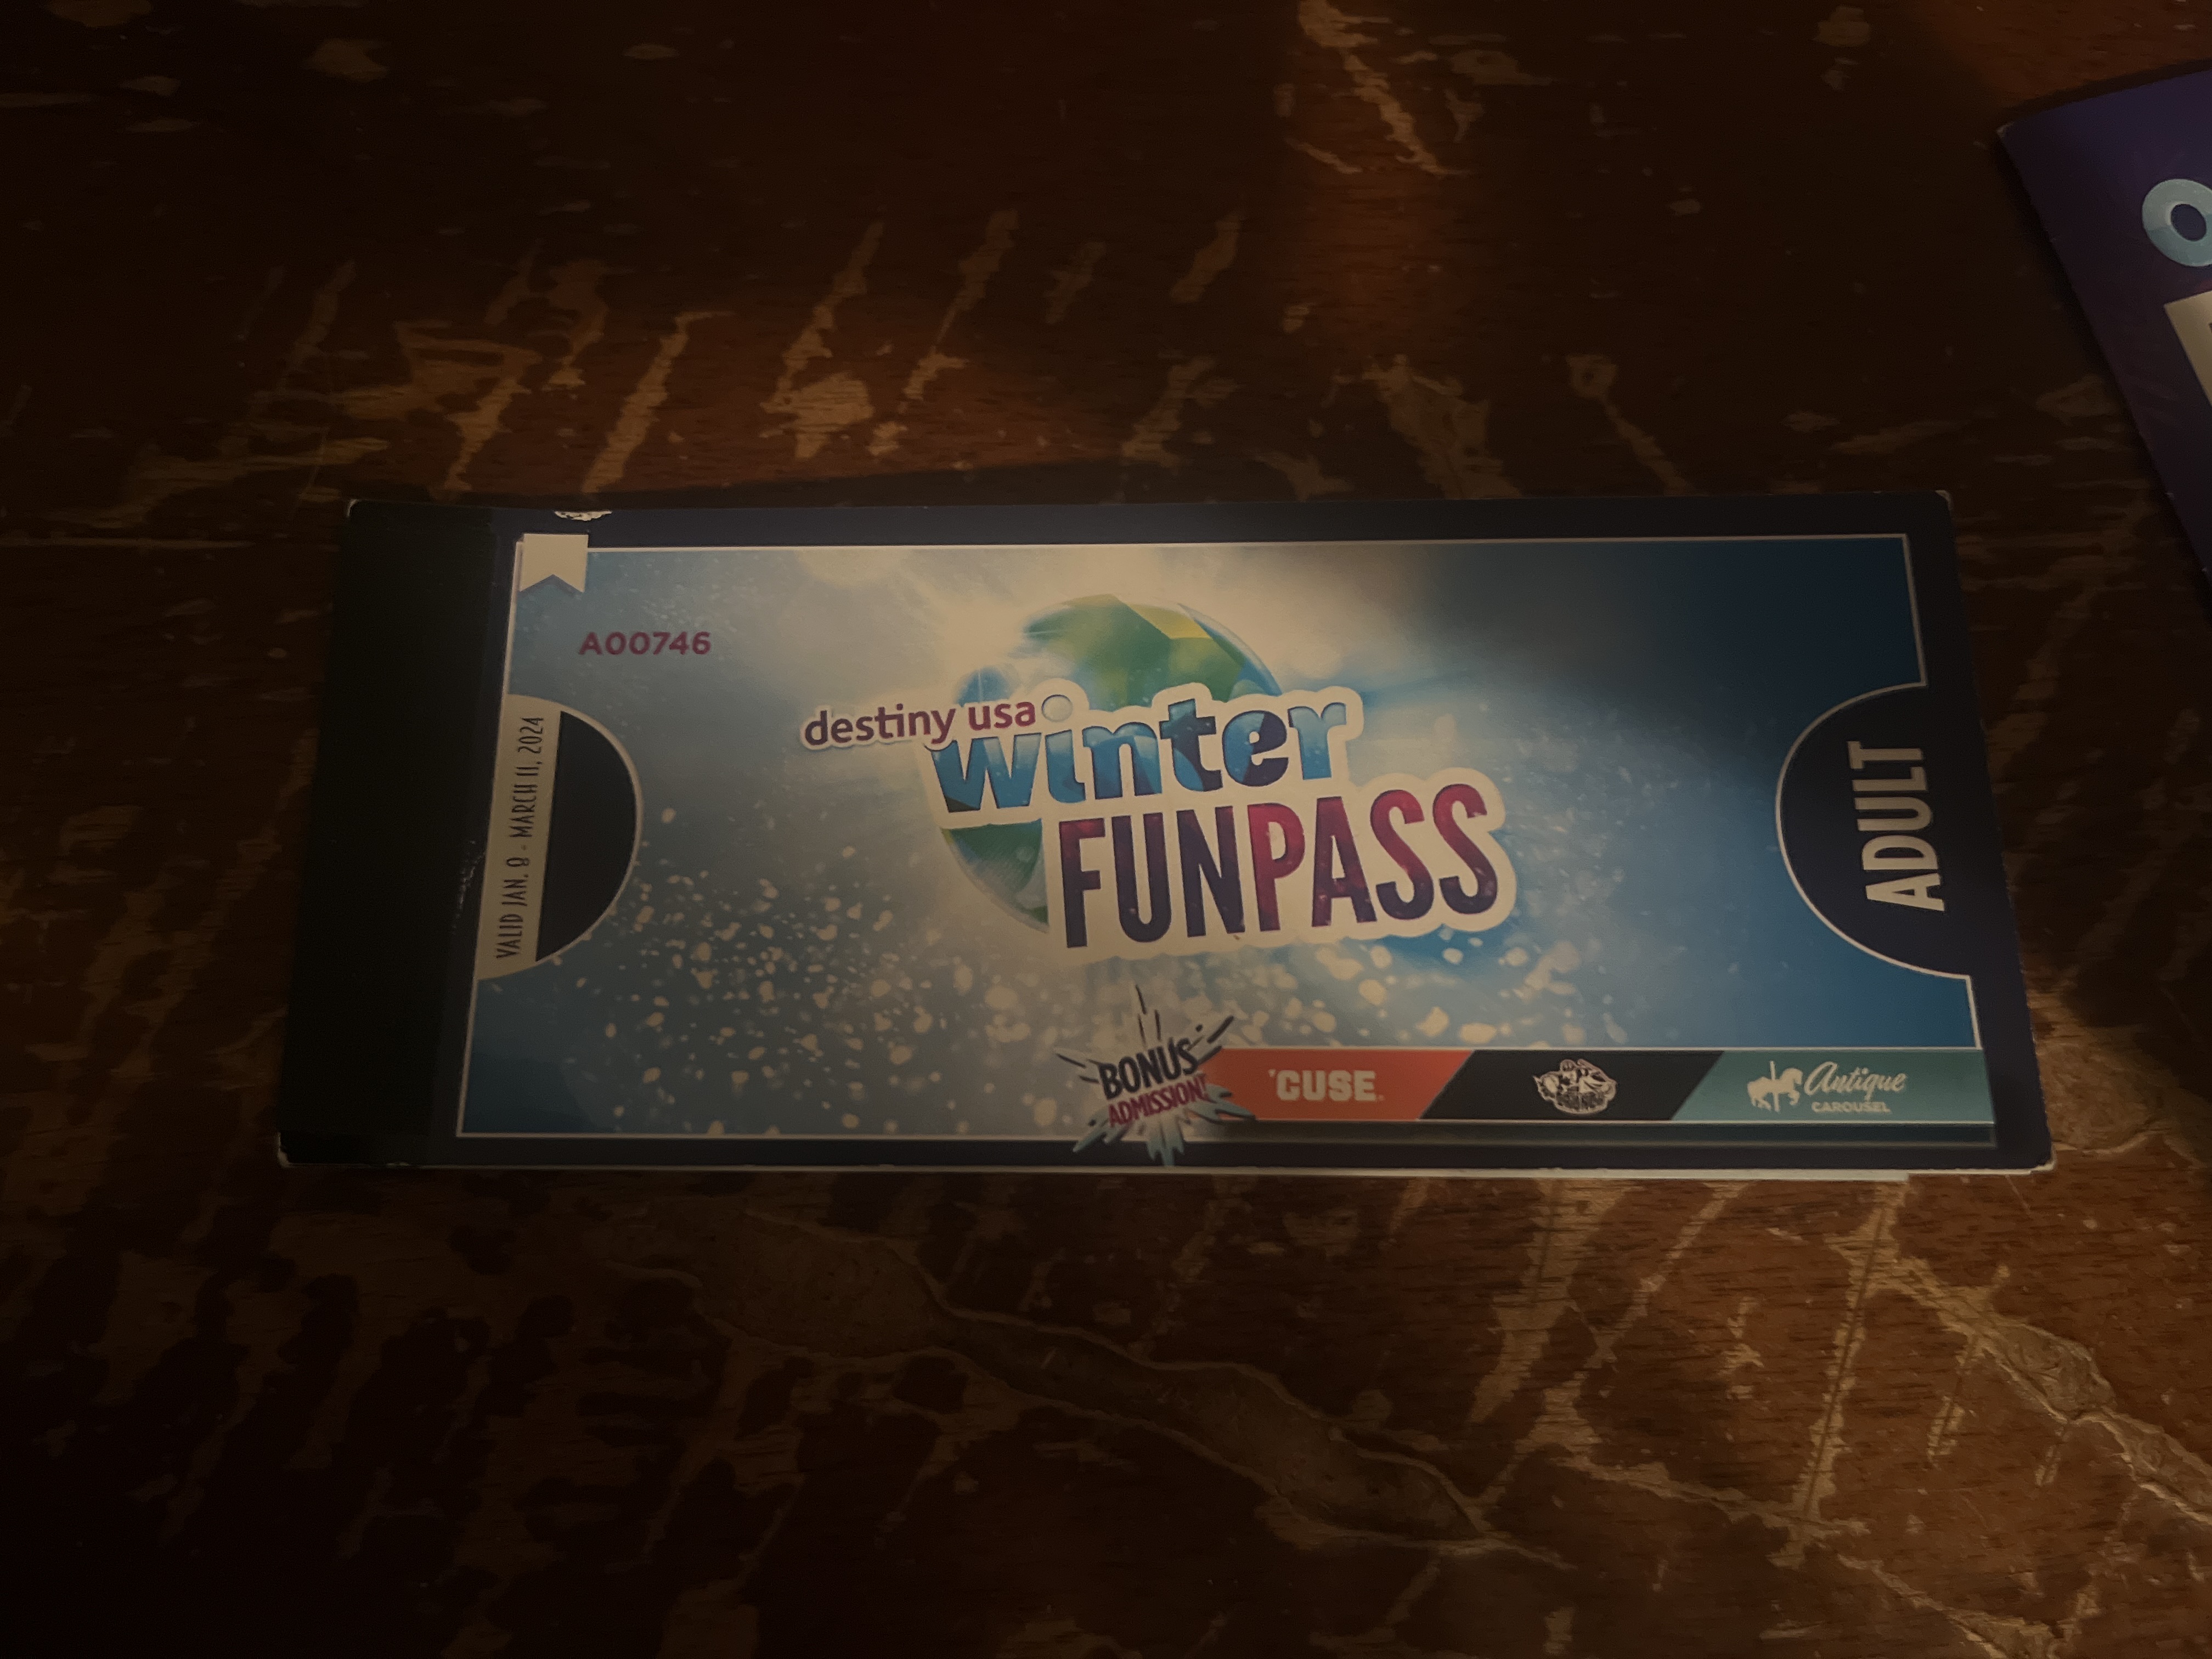 A00746
VALID JAN. 8 - MARCH 11, 2024
destiny usa
winter
FUNPASS
ADULT
BONUS
ADMISSION!
'CUSE
Antique
CAROUSEL